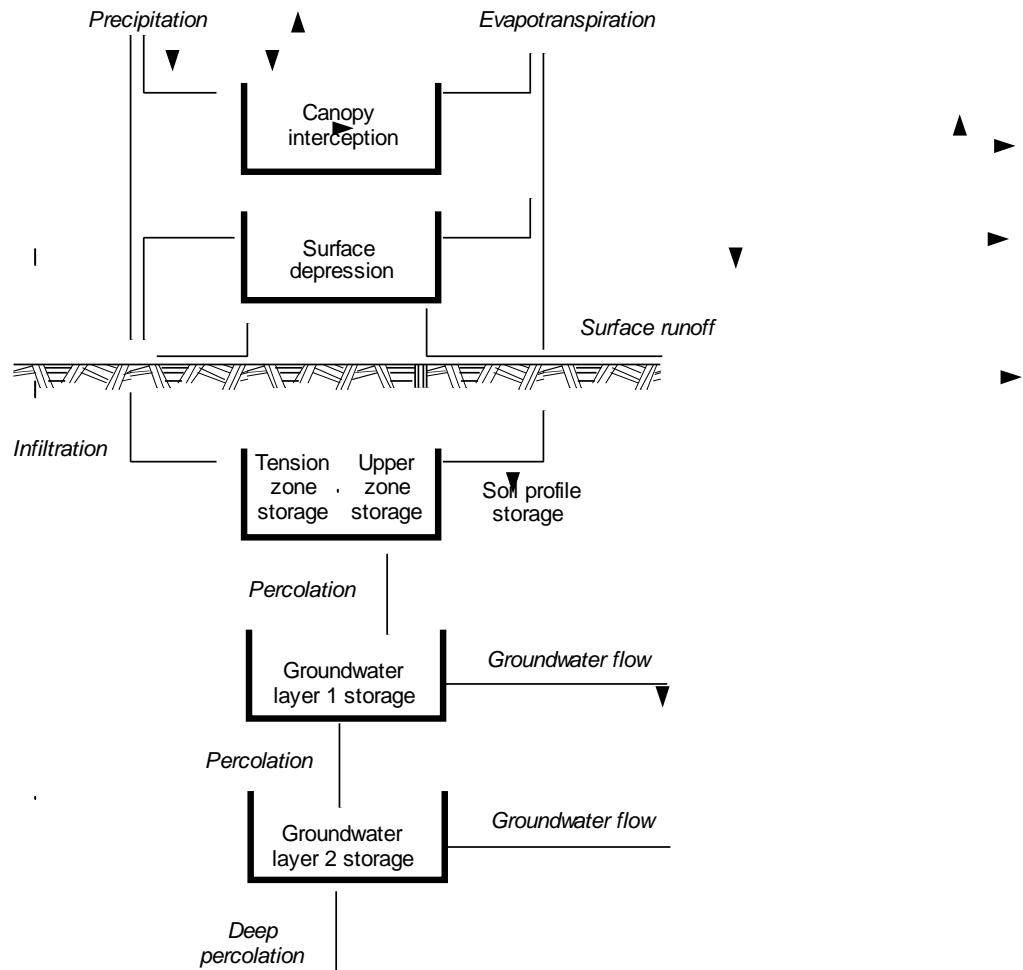 Precipitation
Evapotranspiration
Canopy
interception
Surface
depression
Surface runoff
Infiltration
Tension
zone
storage
Upper
zone
storage
Soil profile
storage
Percolation
Groundwater flow
Groundwater
layer 1 storage
Percolation
Groundwater flow
Groundwater
layer 2 storage
Deep
percolation